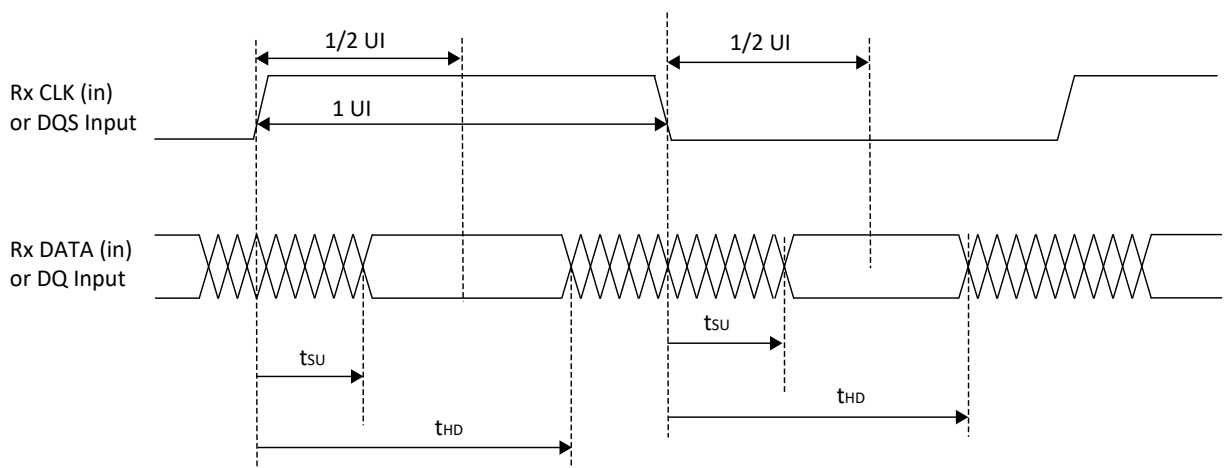 1/2 UI
1/2 UI
Rx CLK (in)
or DQS Input
1 UI
Rx DATA (in)
or DQ Input
tSU
tSU
tHD
tHD